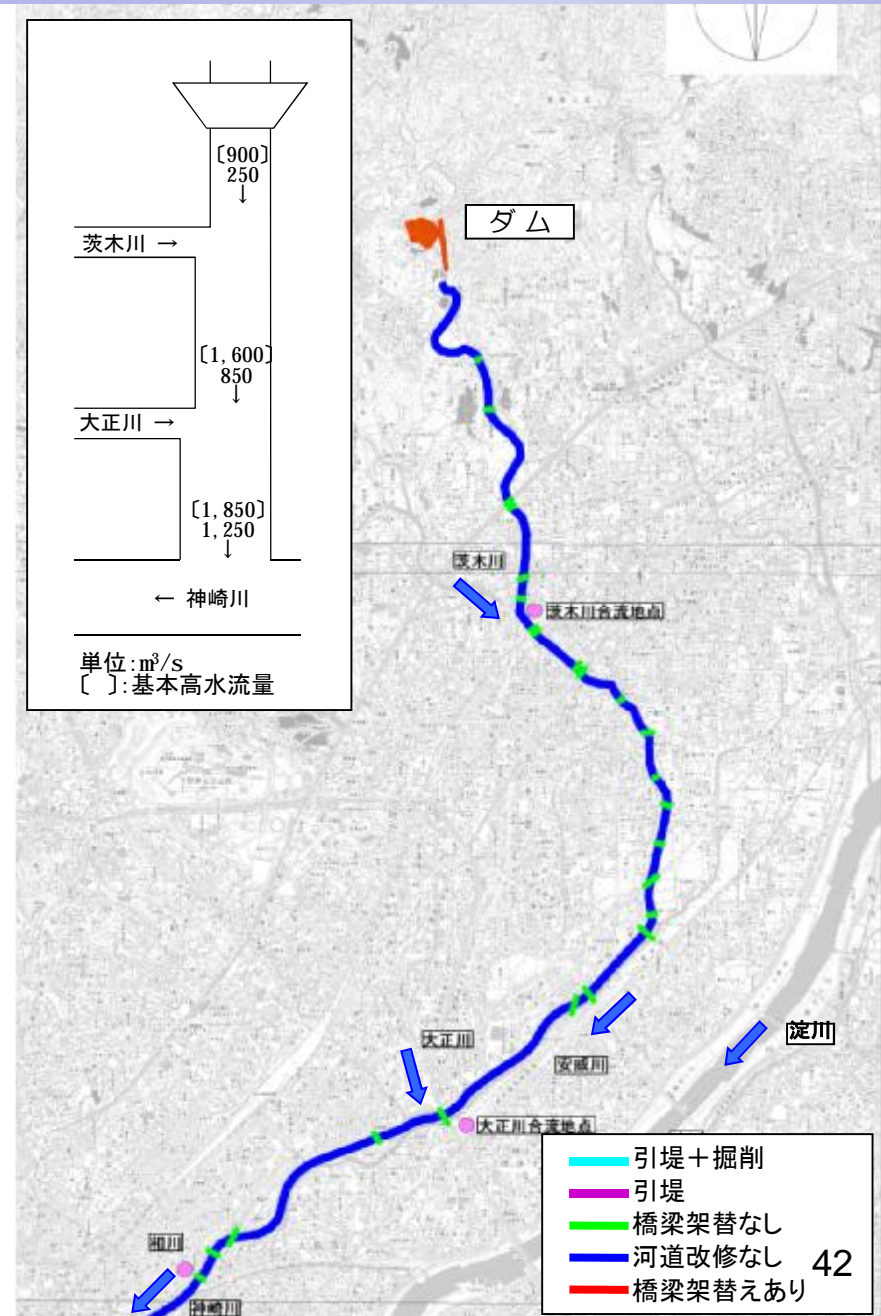 〔900〕
250
↓
茨木川 →
〔1,600〕
850
↓
大正川 →
〔1,850〕
1,250
↓
← 神崎川
単位:m³/s
〔 〕:基本高水流量
ダム
茨木川
茨木川合流地点
淀川
大正川
安威川
大正川合流地点
相川
神崎川
引堤+掘削
引堤
橋梁架替なし
河道改修なし
橋梁架替えあり
42